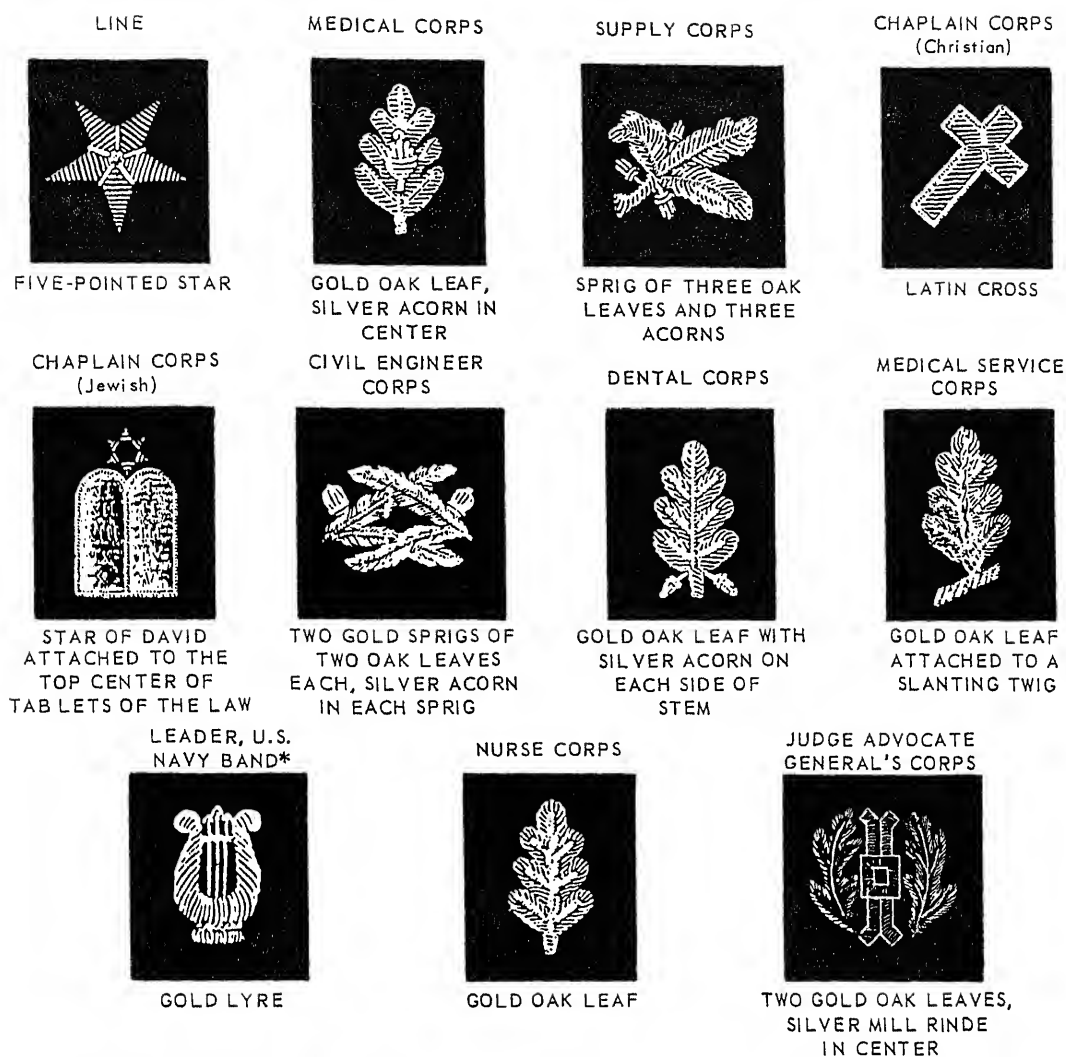 LINE
MEDICAL CORPS
SUPPLY CORPS
CHAPLAIN CORPS
(Christian)
FIVE-POINTED STAR
GOLD OAK LEAF,
SILVER ACORN IN
CENTER
SPRIG OF THREE OAK
LEAVES AND THREE
ACORNS
LATIN CROSS
CHAPLAIN CORPS
(Jewish)
CIVIL ENGINEER
CORPS
DENTAL CORPS
MEDICAL SERVICE
CORPS
STAR OF DAVID
ATTACHED TO THE
TOP CENTER OF
TABLETS OF THE LAW
TWO GOLD SPRIGS OF
TWO OAK LEAVES
EACH, SILVER ACORN
IN EACH SPRIG
GOLD OAK LEAF WITH
SILVER ACORN ON
EACH SIDE OF
STEM
GOLD OAK LEAF
ATTACHED TO A
SLANTING TWIG
LEADER, U.S.
NAVY BAND*
NURSE CORPS
JUDGE ADVOCATE
GENERAL'S CORPS
GOLD LYRE
GOLD OAK LEAF
TWO GOLD OAK LEAVES,
SILVER MILL RINDE
IN CENTER